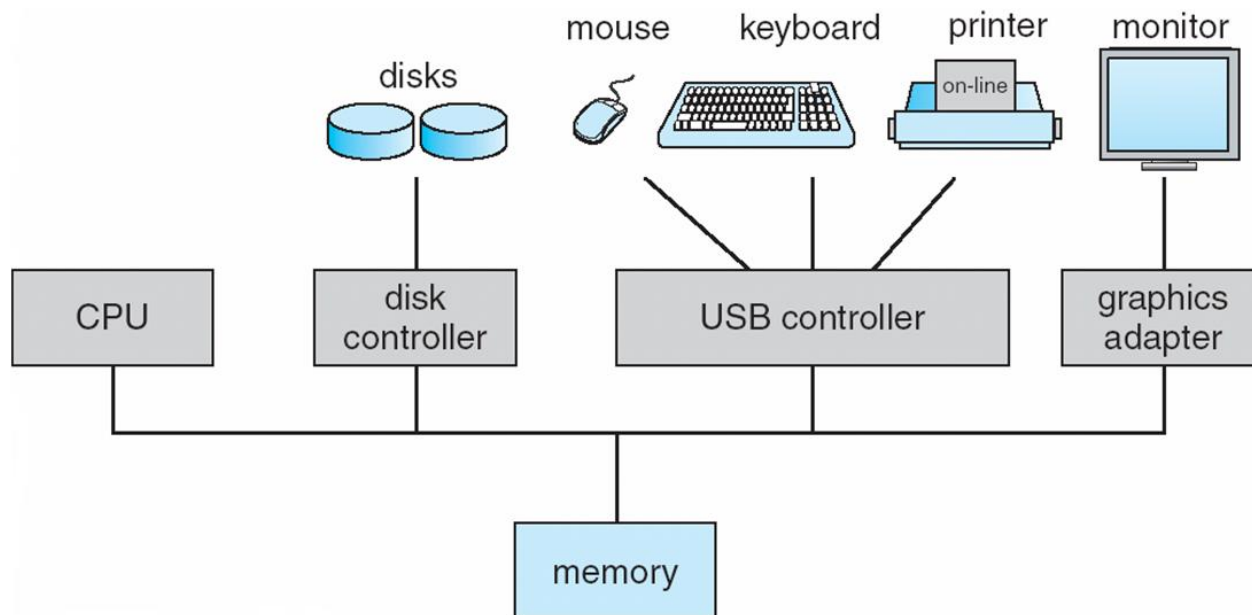 mouse
keyboard
printer
monitor
disks
on-line
CPU
disk
controller
USB controller
graphics
adapter
memory